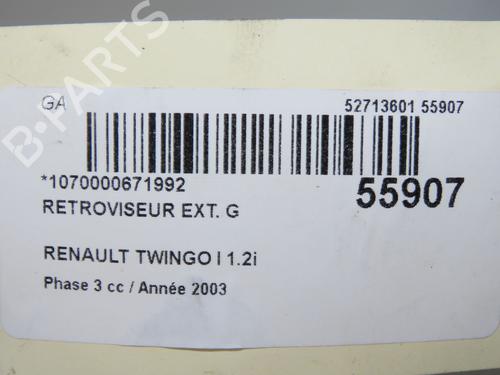 B-PARTS
GA
52713601 55907
*1070000671992
55907
RETROVISEUR EXT. G
RENAULT TWINGO I 1.2i
Phase 3 cc / Année 2003